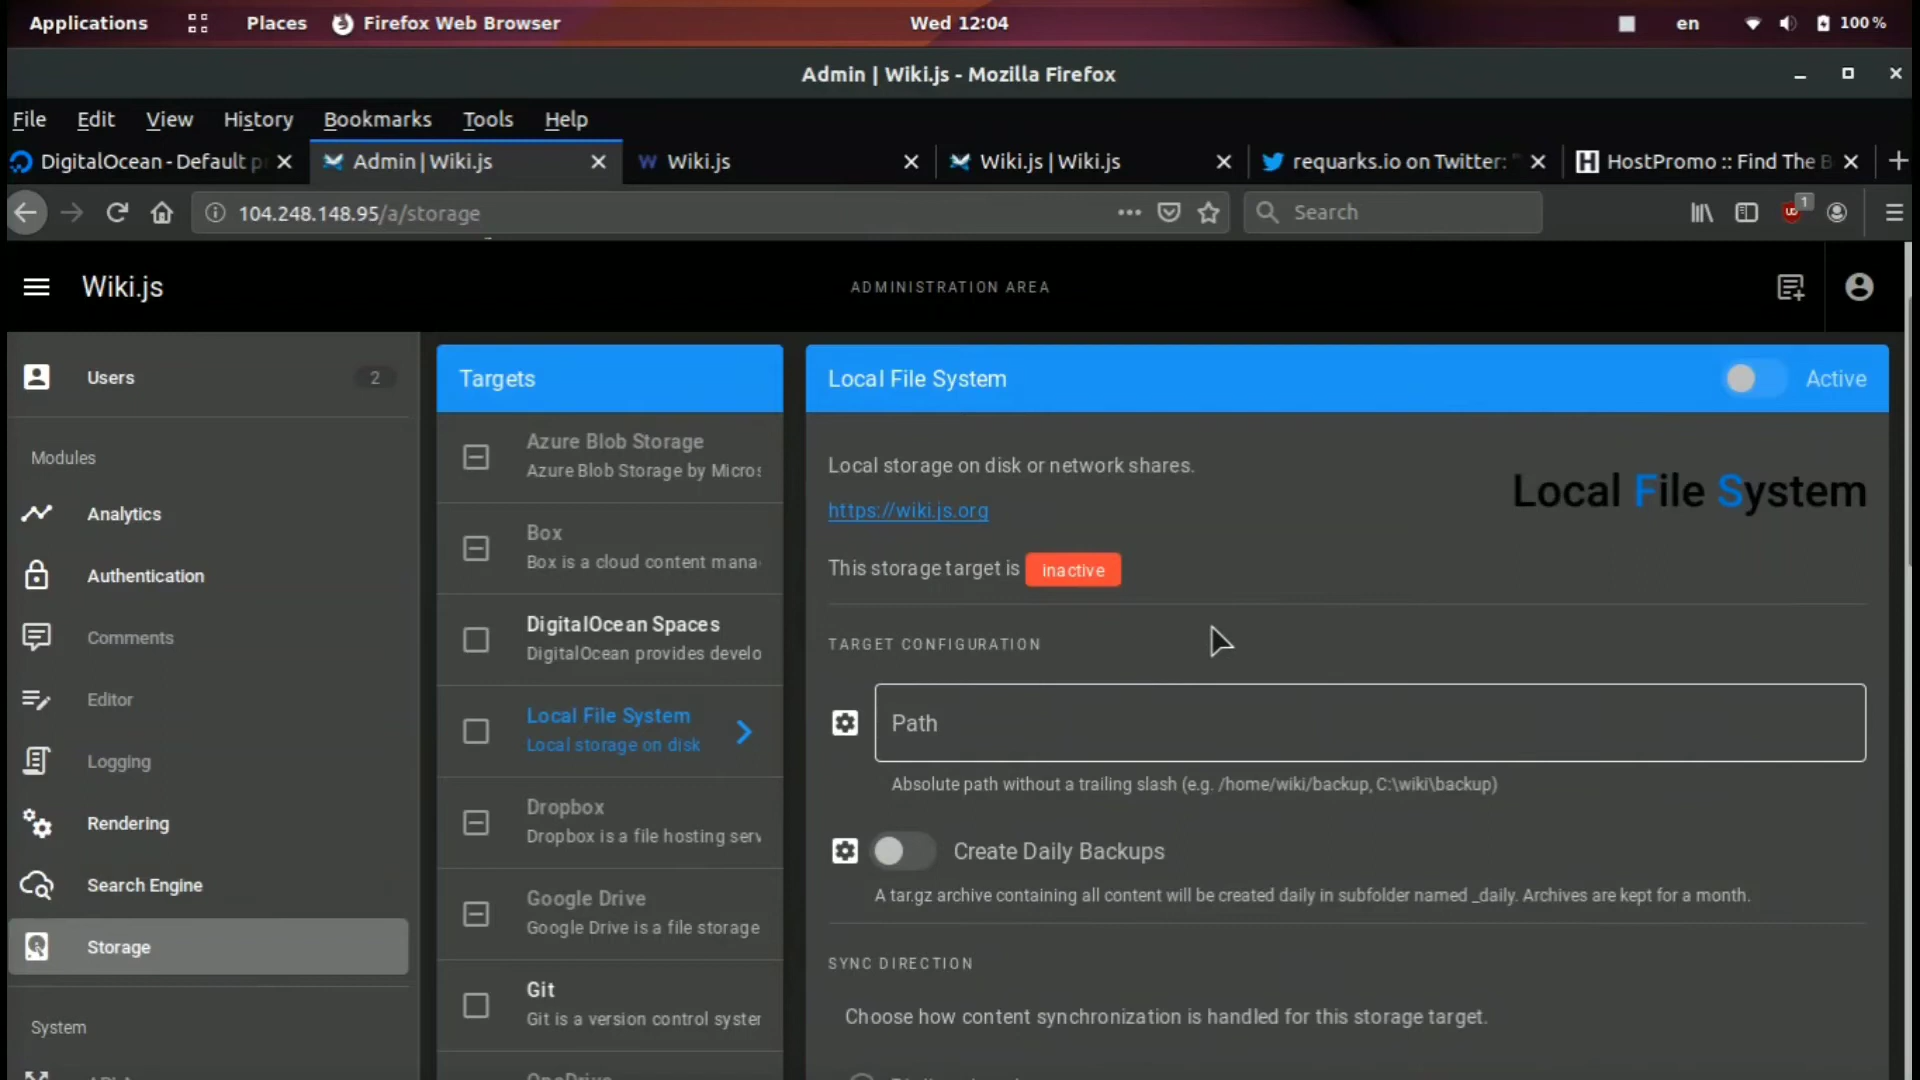 Applications Places Firefox Web Browser Wed 12:04 en 100 %
Admin | Wiki.js - Mozilla Firefox
File Edit View History Bookmarks Tools Help
DigitalOcean - Default p Admin | Wiki.js Wiki.js Wiki.js | Wiki.js requarks.io on Twitter: " HostPromo :: Find The B
104.248.148.95/a/storage Search 1
Wiki.js ADMINISTRATION AREA
Users 2
Modules
Analytics
Authentication
Comments
Editor
Logging
Rendering
Search Engine
Storage
System
Targets
Azure Blob Storage
Azure Blob Storage by Micros
Box
Box is a cloud content mana
DigitalOcean Spaces
DigitalOcean provides develo
Local File System
Local storage on disk
Dropbox
Dropbox is a file hosting serv
Google Drive
Google Drive is a file storage
Git
Git is a version control syster
OneDrive
Local File System Active
Local storage on disk or network shares.
https://wiki.js.org
Local File System
This storage target is inactive
TARGET CONFIGURATION
Path
Absolute path without a trailing slash (e.g. /home/wiki/backup, C:\wiki\backup)
Create Daily Backups
A tar.gz archive containing all content will be created daily in subfolder named _daily. Archives are kept for a month.
SYNC DIRECTION
Choose how content synchronization is handled for this storage target.